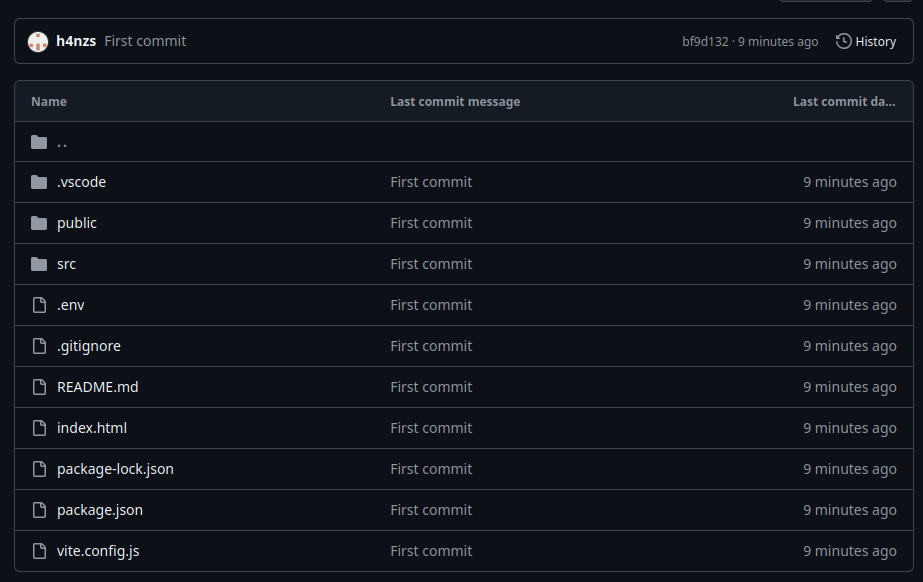 h4nzs First commit bf9d132 · 9 minutes ago History
Name Last commit message Last commit da...
..
.vscode First commit 9 minutes ago
public First commit 9 minutes ago
src First commit 9 minutes ago
.env First commit 9 minutes ago
.gitignore First commit 9 minutes ago
README.md First commit 9 minutes ago
index.html First commit 9 minutes ago
package-lock.json First commit 9 minutes ago
package.json First commit 9 minutes ago
vite.config.js First commit 9 minutes ago